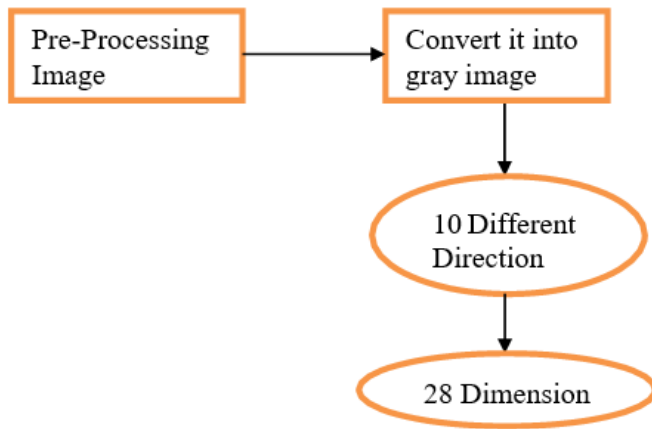 Pre-Processing
Image
Convert it into
gray image
10 Different
Direction
28 Dimension